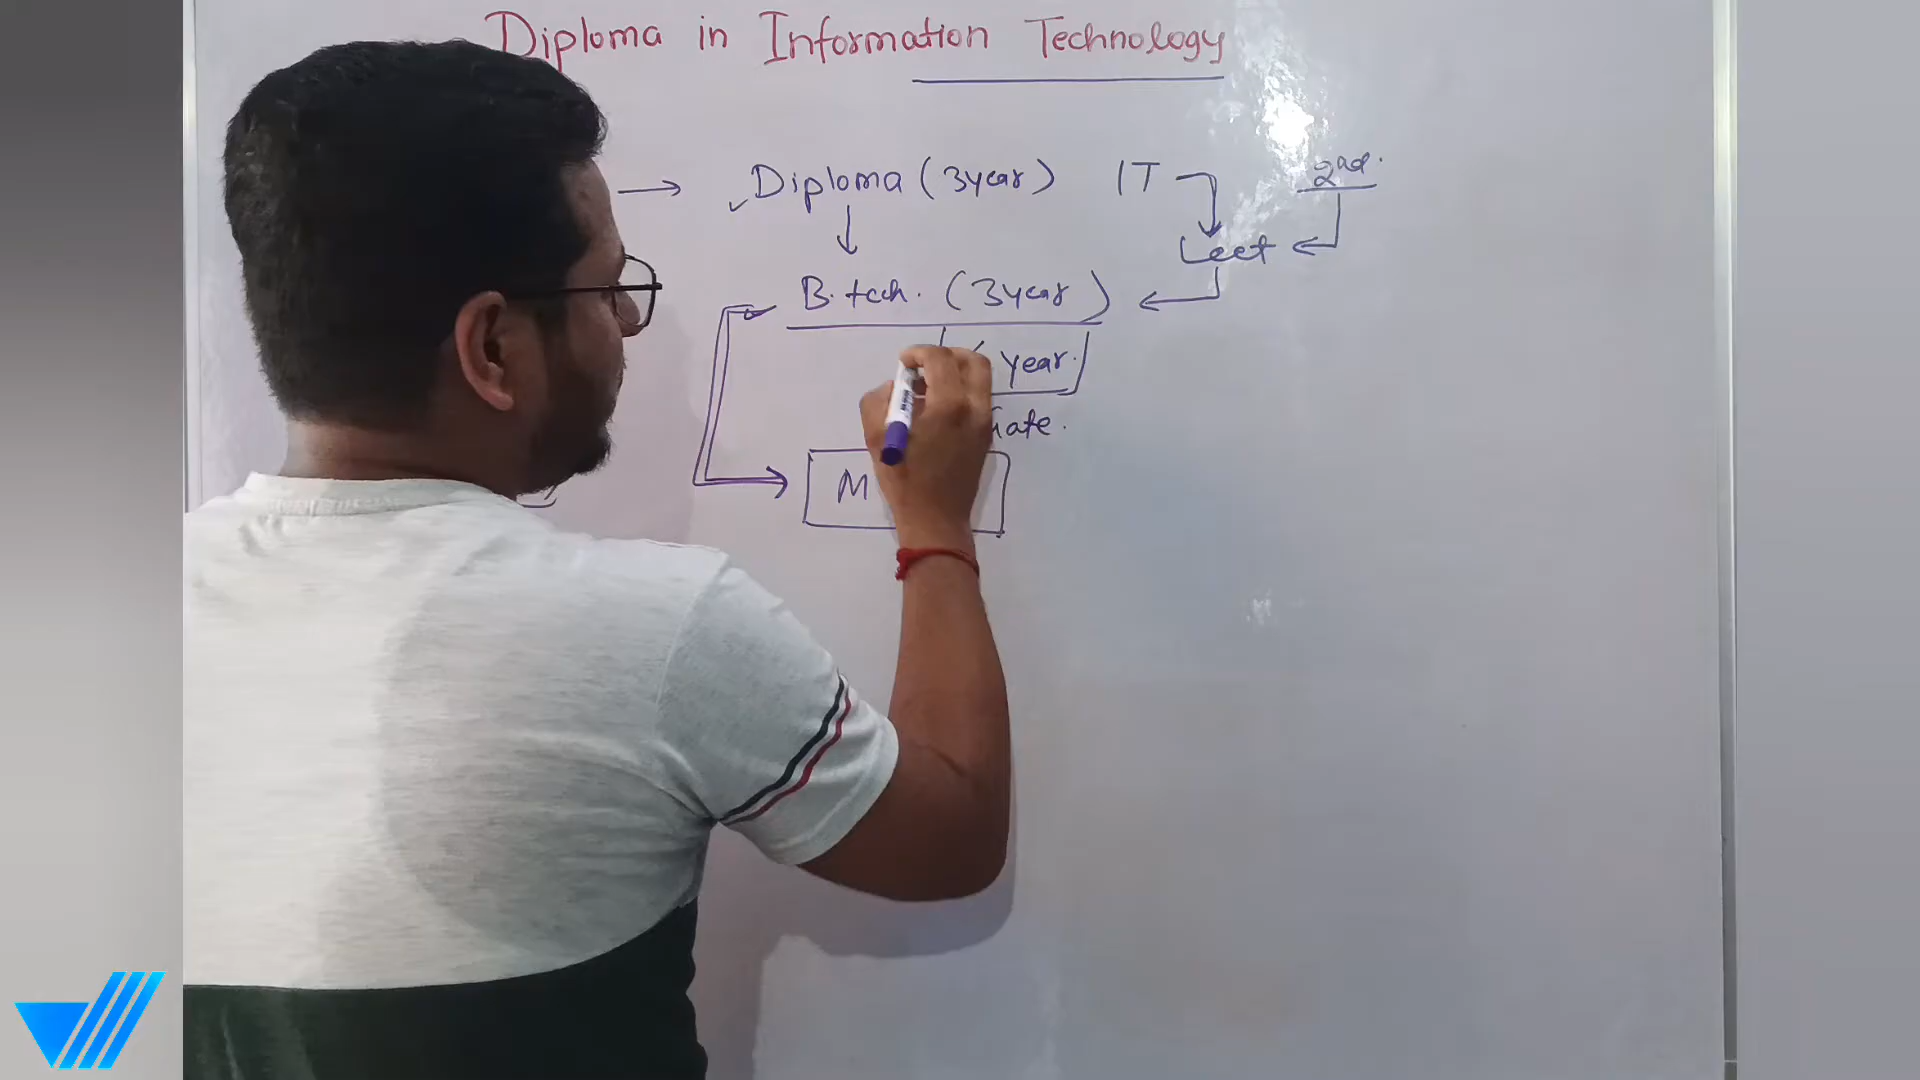 Diploma in Information Technology
Diploma (3year) IT 2nd.
Leet
B.tech. (3year)
year.
M